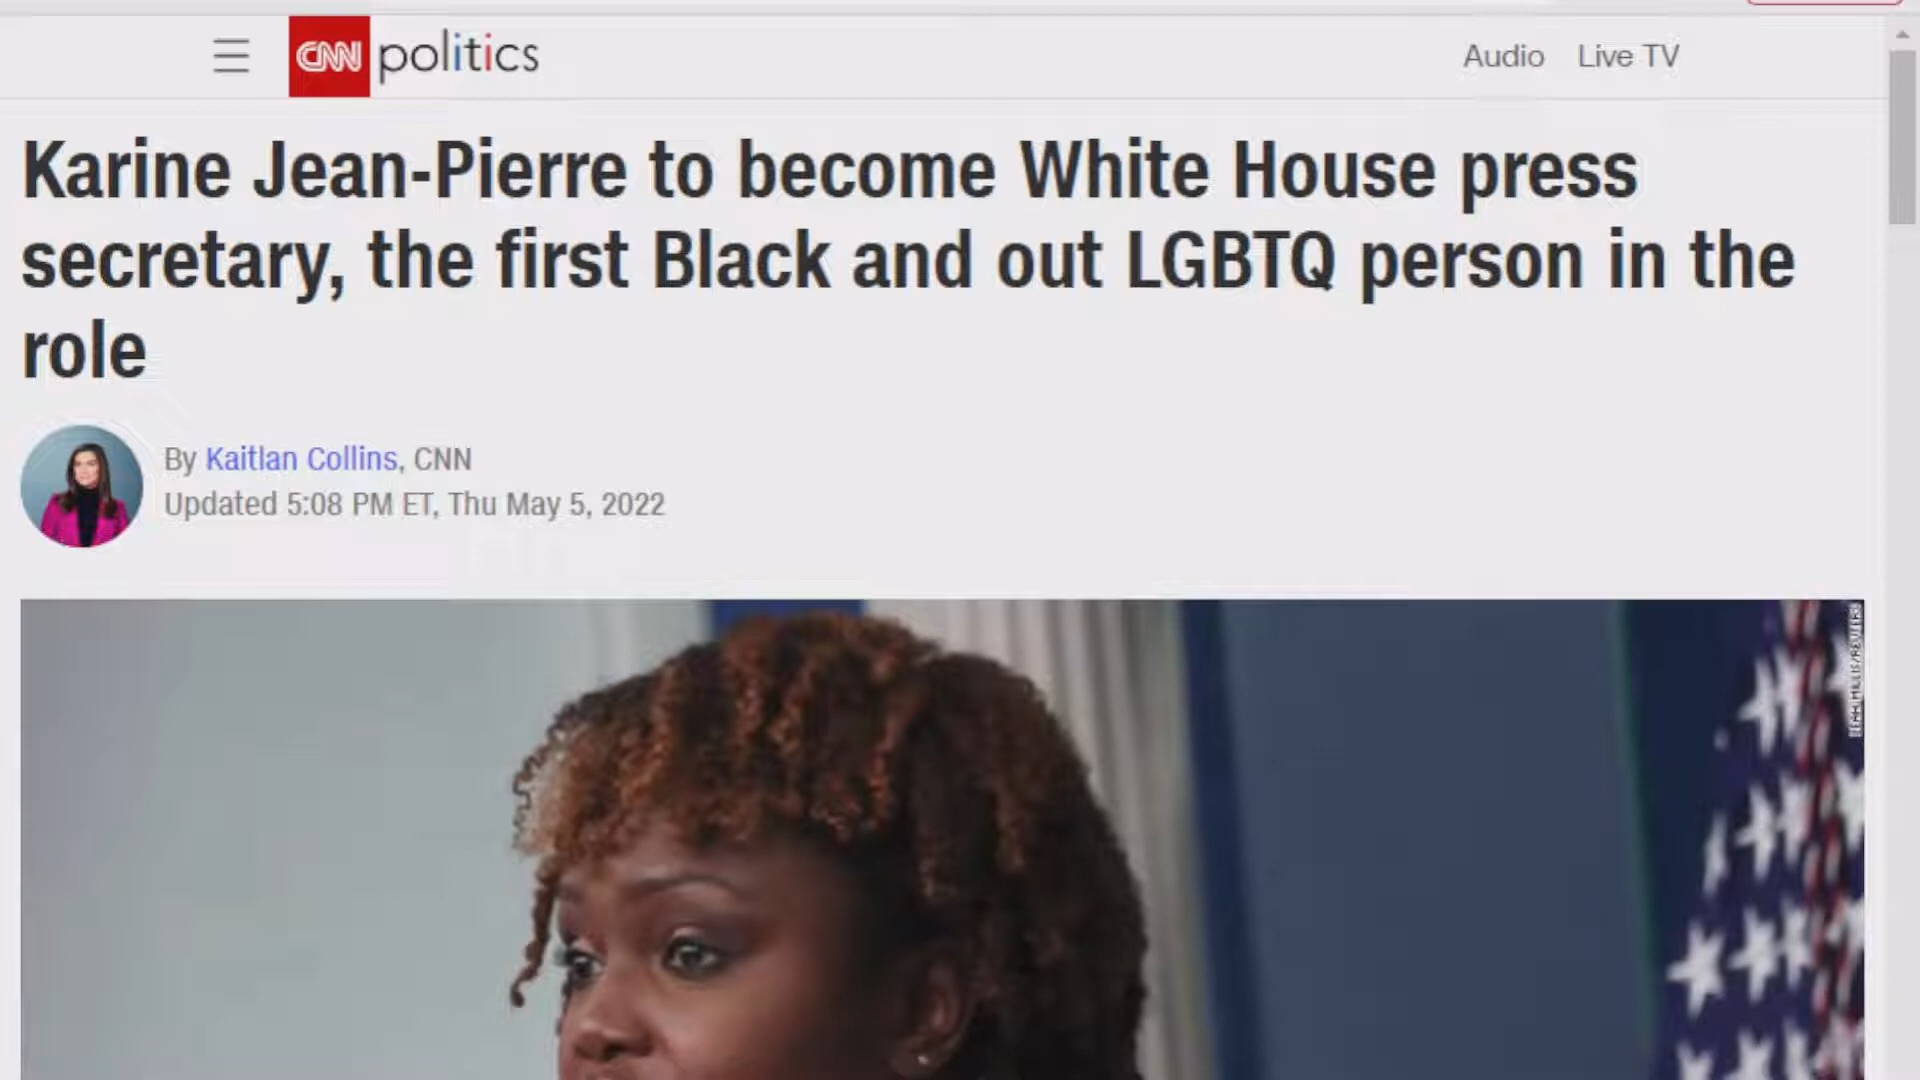 CNN politics
Audio Live TV
Karine Jean-Pierre to become White House press
secretary, the first Black and out LGBTQ person in the
role
By Kaitlan Collins, CNN
Updated 5:08 PM ET, Thu May 5, 2022